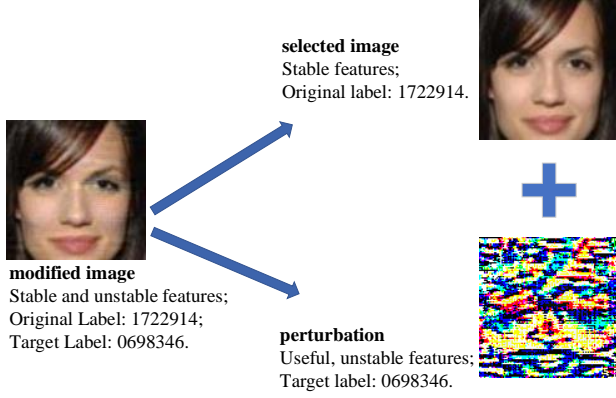 selected image
Stable features;
Original label: 1722914.
modified image
Stable and unstable features;
Original Label: 1722914;
Target Label: 0698346.
perturbation
Useful, unstable features;
Target label: 0698346.